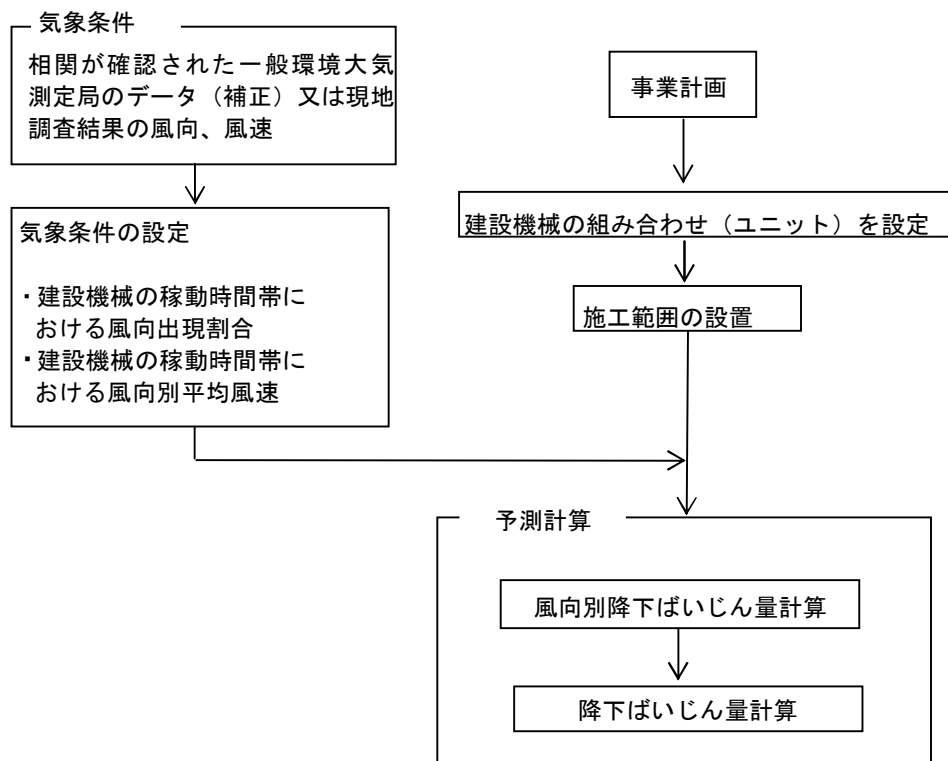 気象条件
相関が確認された一般環境大気
測定局のデータ（補正）又は現地
調査結果の風向、風速
気象条件の設定
・建設機械の稼動時間帯に
おける風向出現割合
・建設機械の稼動時間帯に
おける風向別平均風速
事業計画
建設機械の組み合わせ（ユニット）を設定
施工範囲の設置
予測計算
風向別降下ばいじん量計算
降下ばいじん量計算